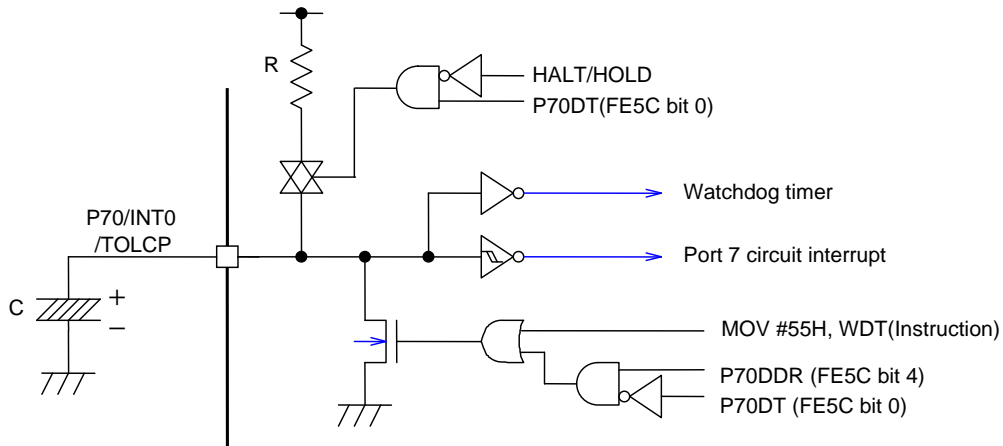 R
HALT/HOLD
P70DT(FE5C bit 0)
P70/INT0
/TOLCP
Watchdog timer
Port 7 circuit interrupt
C
+
−
MOV #55H, WDT(Instruction)
P70DDR (FE5C bit 4)
P70DT (FE5C bit 0)